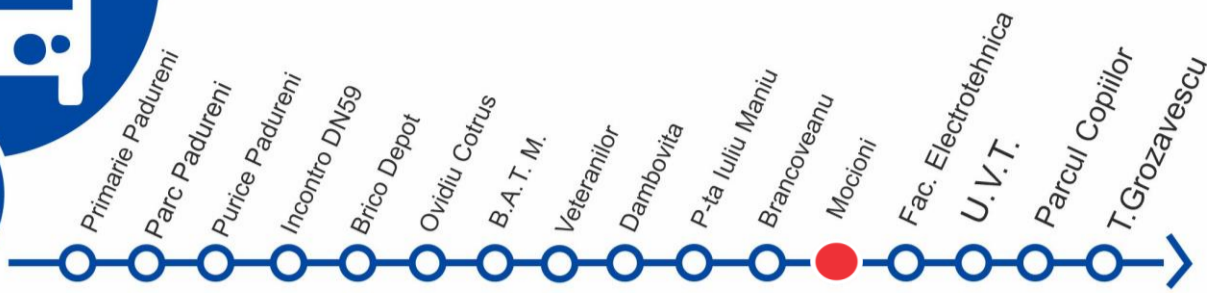 Primarie Padureni
Parc Padureni
Purice Padureni
Incontro DN59
Brico Depot
Ovidiu Cotrus
B.A.T.M.
Veteranilor
Dambovita
P-ta Iuliu Maniu
Brancoveanu
Mocioni
Fac. Electrotehnica
U.V.T.
Parcul Copiilor
T.Grozavescu